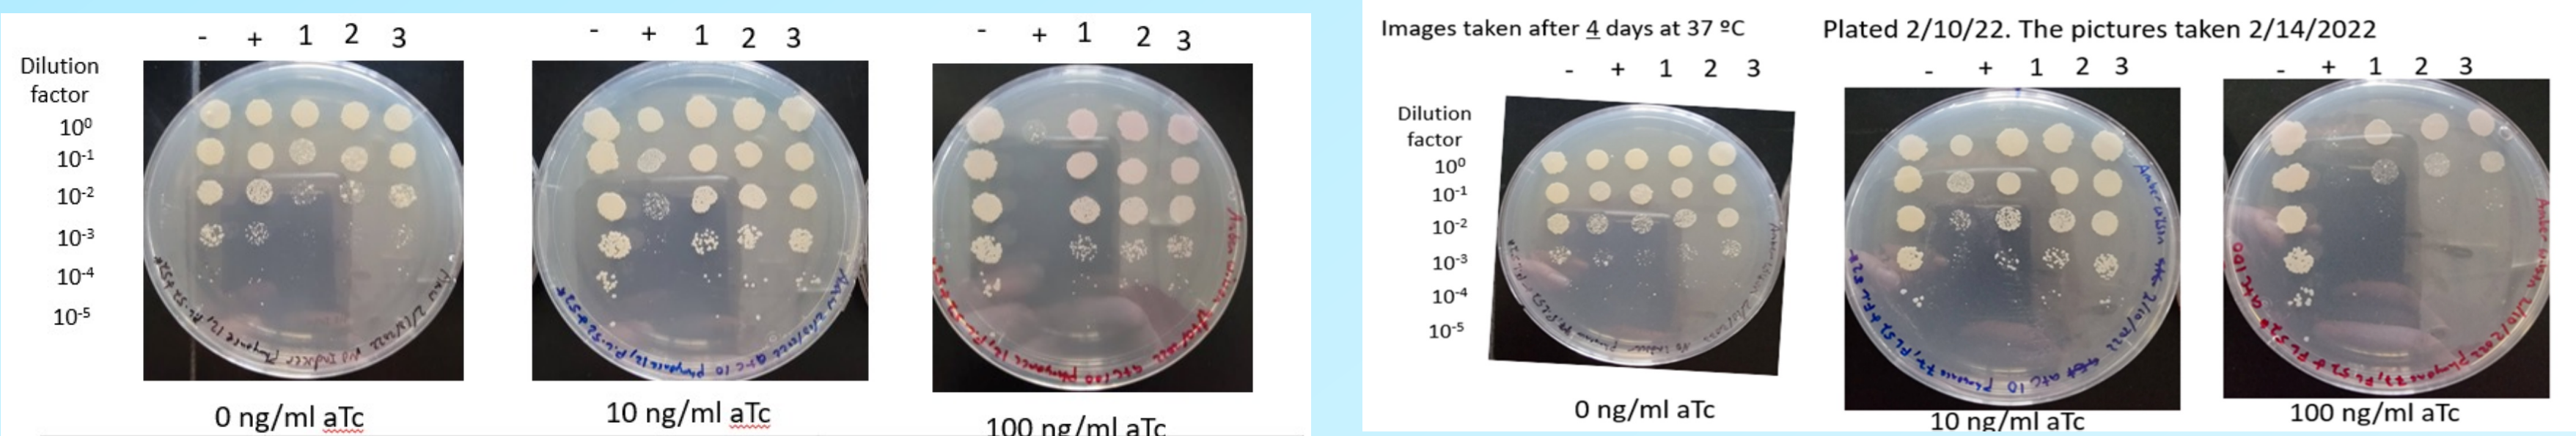 - + 1 2 3
- + 1 2 3
- + 1 2 3
Dilution
factor
10⁰
10⁻¹
10⁻²
10⁻³
10⁻⁴
10⁻⁵
0 ng/ml aTc
10 ng/ml aTc
100 ng/ml aTc
Images taken after 4 days at 37 ºC
Plated 2/10/22. The pictures taken 2/14/2022
- + 1 2 3
- + 1 2 3
- + 1 2 3
Dilution
factor
10⁰
10⁻¹
10⁻²
10⁻³
10⁻⁴
10⁻⁵
0 ng/ml aTc
10 ng/ml aTc
100 ng/ml aTc